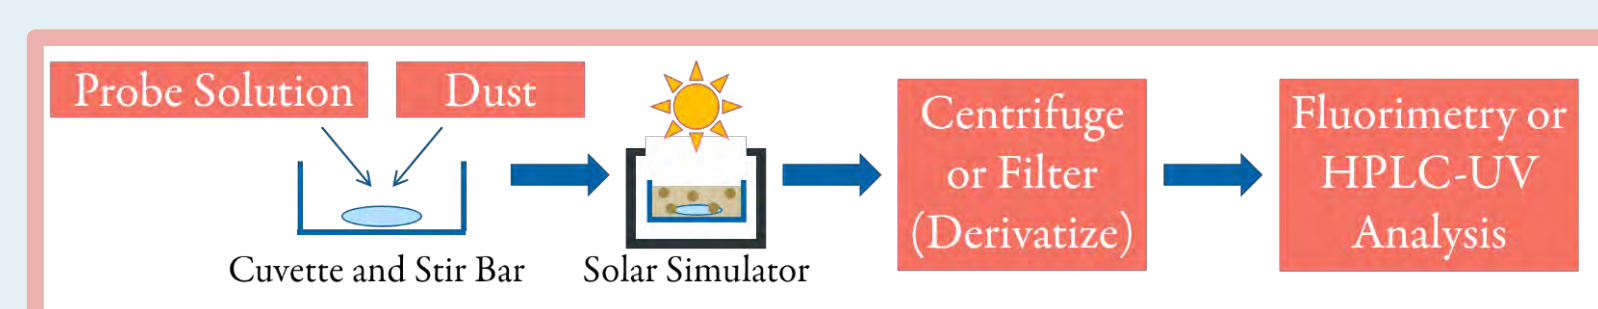 Probe Solution
Dust
Cuvette and Stir Bar
Solar Simulator
Centrifuge
or Filter
(Derivatize)
Fluorimetry or
HPLC-UV
Analysis